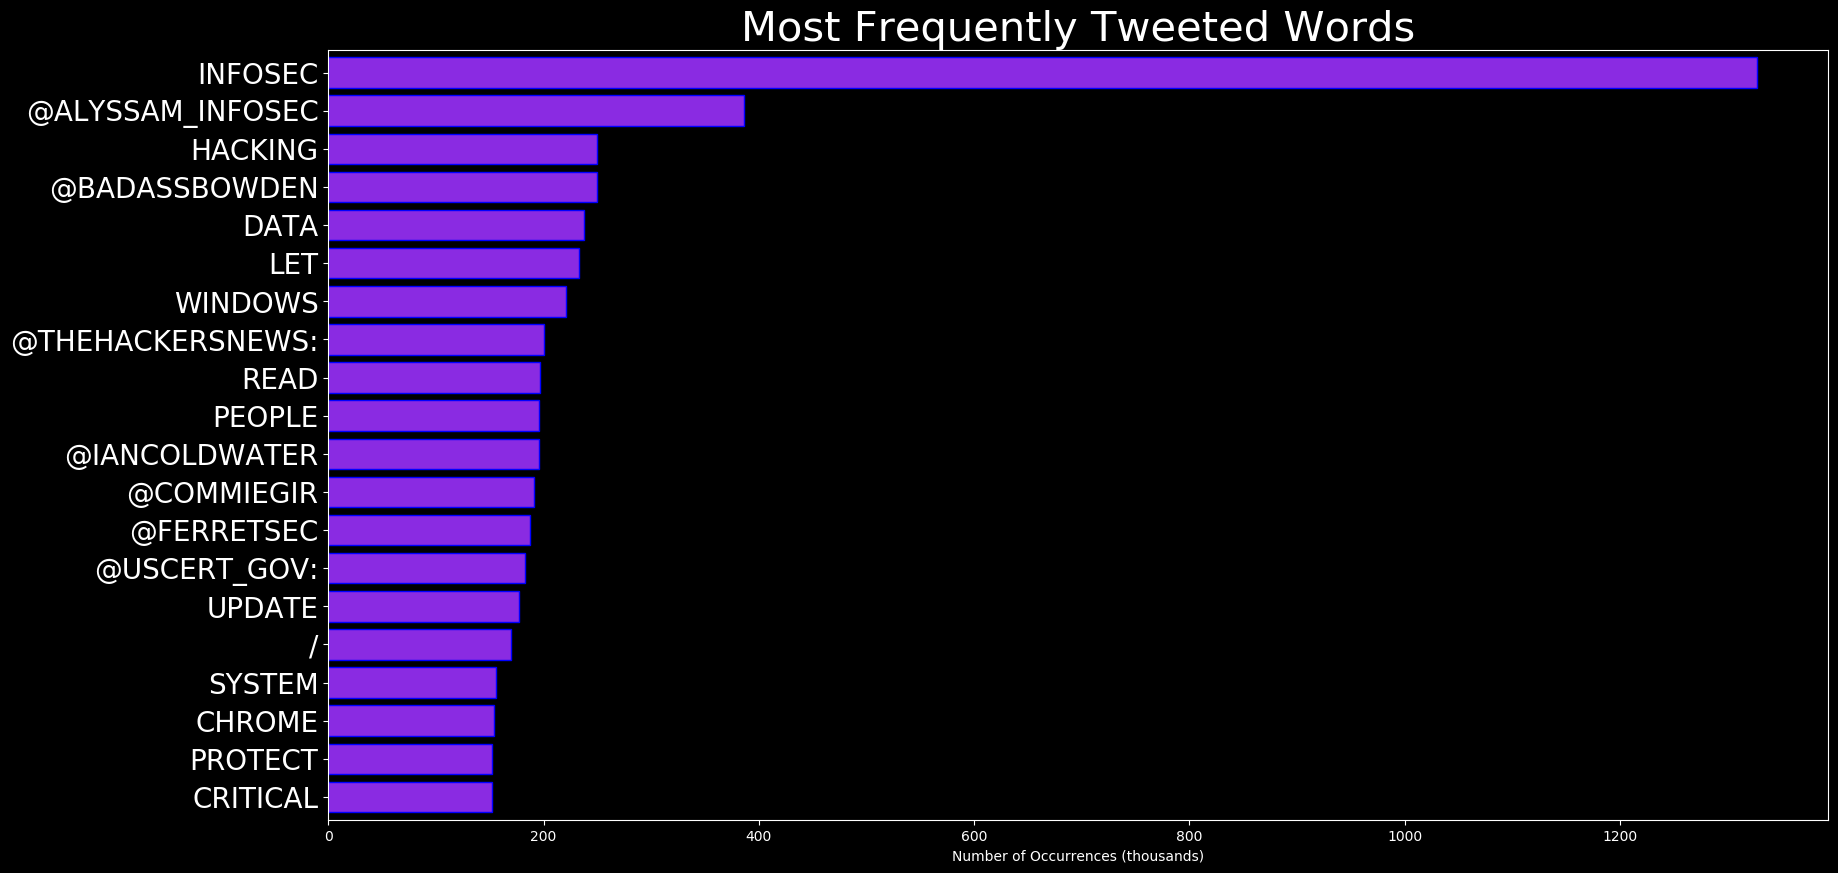 Most Frequently Tweeted Words
INFOSEC
@ALYSSAM_INFOSEC
HACKING
@BADASSBOWDEN
DATA
LET
WINDOWS
@THEHACKERSNEWS:
READ
PEOPLE
@IANCOLDWATER
@COMMIEGIR
@FERRETSEC
@USCERT_GOV:
UPDATE
/
SYSTEM
CHROME
PROTECT
CRITICAL
0 200 400 600 800 1000 1200
Number of Occurrences (thousands)